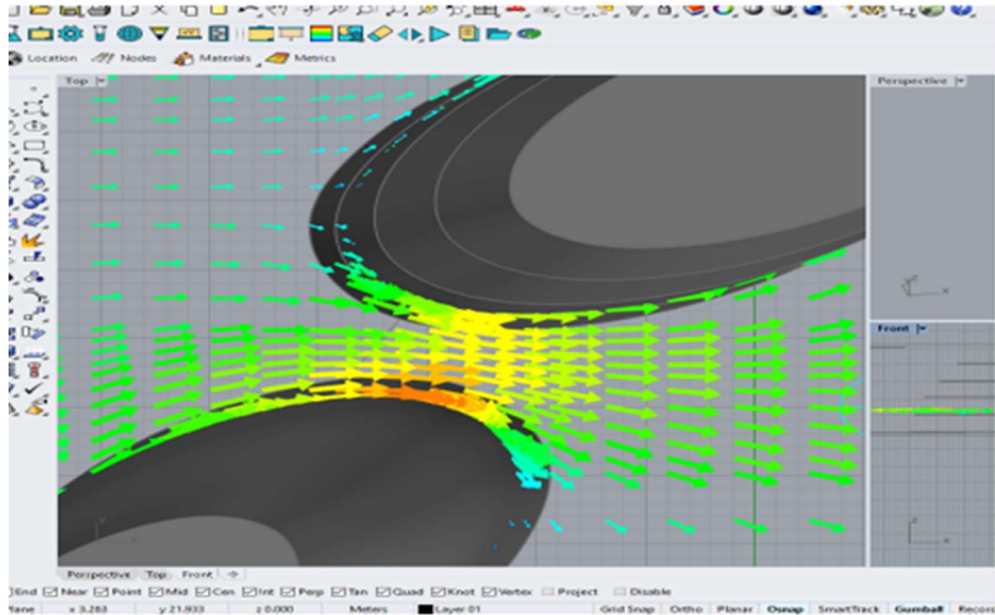 Location Nodes Materials Metrics
Top
Perspective
Front
Perspective Top Front
End Near Point Mid Cen Int Perp Tan Quad Knot Vertex Project Disable
x 3.263 y 21.933 z 0.000 Meters Layer 01 Grid Snap Ortho Planar Osnap SmartTrack Gumball